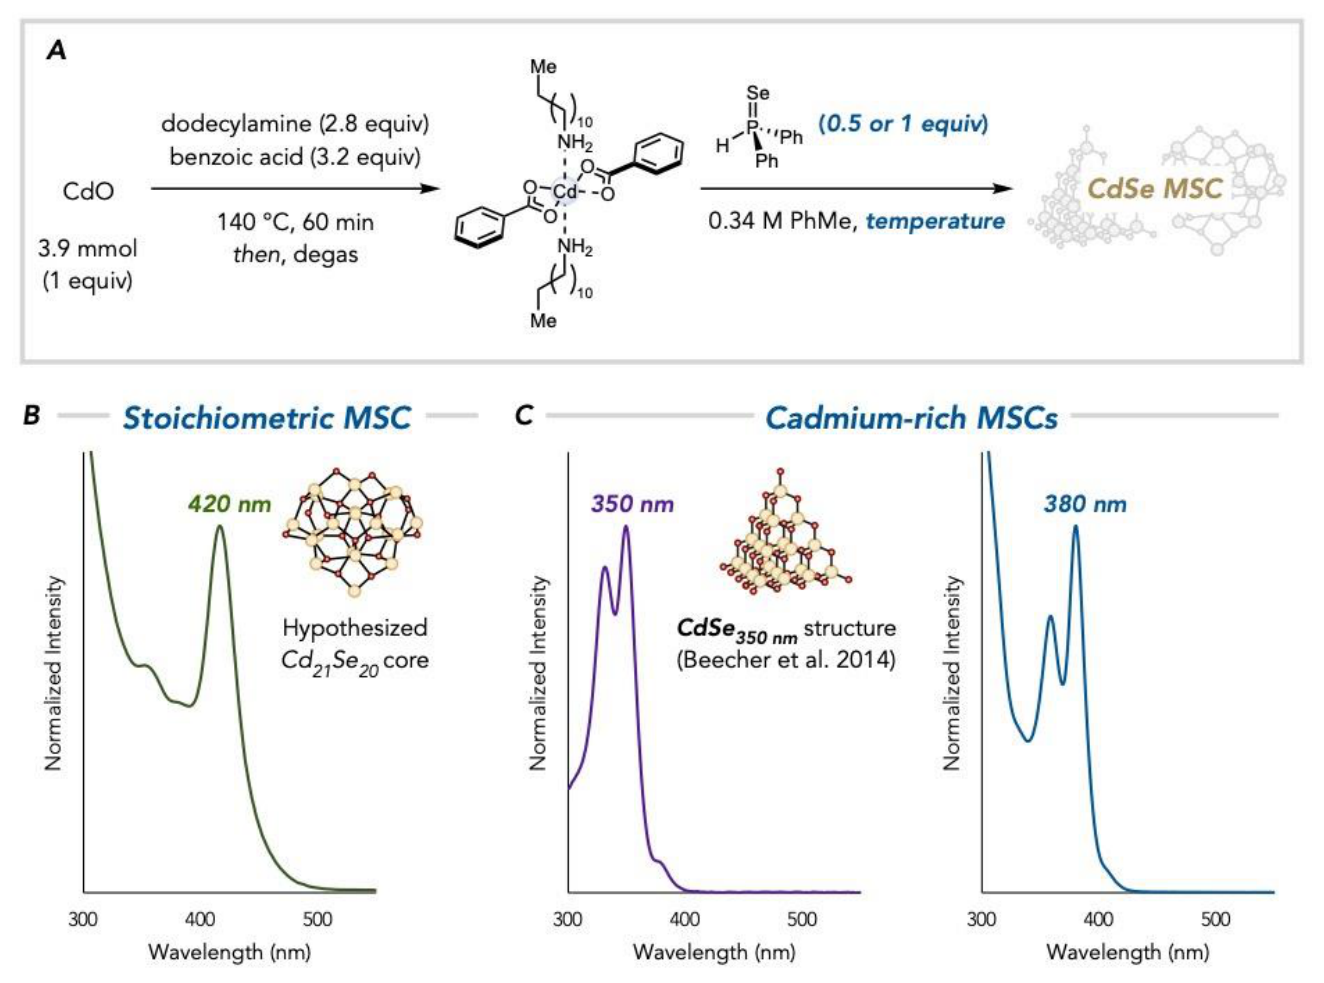 A
CdO
3.9 mmol
(1 equiv)
dodecylamine (2.8 equiv)
benzoic acid (3.2 equiv)
140 °C, 60 min
then, degas
Me
10
NH2
O
O
Cd
O
O
NH2
10
Me
Se
P
H
Ph
Ph
(0.5 or 1 equiv)
0.34 M PhMe, temperature
CdSe MSC
B
Stoichiometric MSC
420 nm
Hypothesized
Cd21Se20 core
Normalized Intensity
300
400
500
Wavelength (nm)
C
Cadmium-rich MSCs
350 nm
CdSe350 nm structure
(Beecher et al. 2014)
Normalized Intensity
300
400
500
Wavelength (nm)
380 nm
Normalized Intensity
300
400
500
Wavelength (nm)